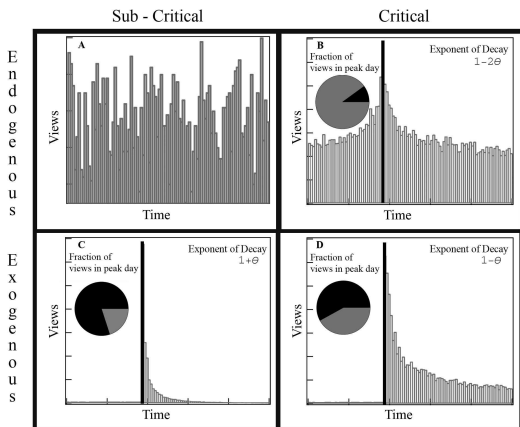 Sub - Critical
Critical
Endogenous
A
Views
Time
B
Fraction of
views in peak day
Exponent of Decay
1-2θ
Views
Time
Exogenous
C
Fraction of
views in peak day
Exponent of Decay
1+θ
Views
Time
D
Fraction of
views in peak day
Exponent of Decay
1-θ
Views
Time